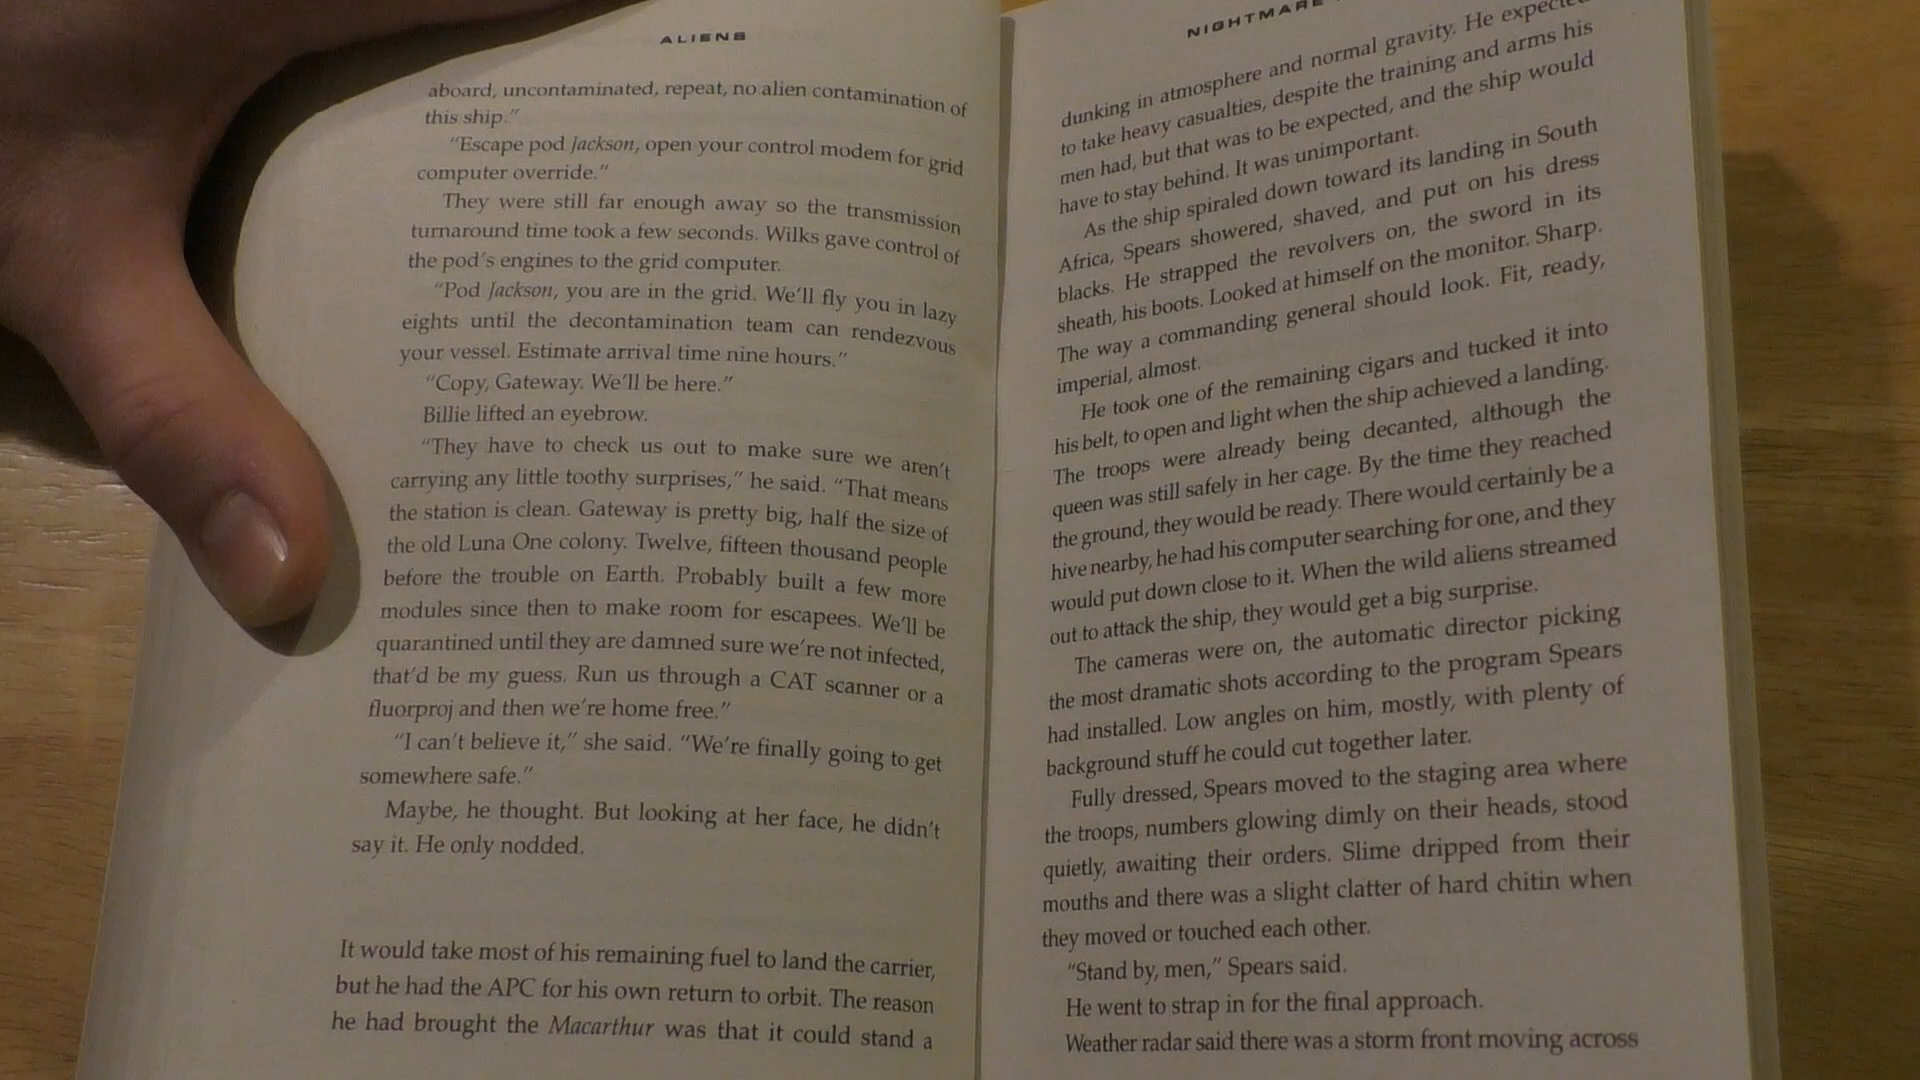 ALIENS
aboard, uncontaminated, repeat, no alien contamination of
this ship.”
“Escape pod Jackson, open your control modem for grid
computer override.”
They were still far enough away so the transmission
turnaround time took a few seconds. Wilks gave control of
the pod’s engines to the grid computer.
“Pod Jackson, you are in the grid. We’ll fly you in lazy
eights until the decontamination team can rendezvous
your vessel. Estimate arrival time nine hours.”
“Copy, Gateway. We’ll be here.”
Billie lifted an eyebrow.
“They have to check us out to make sure we aren’t
carrying any little toothy surprises,” he said. “That means
the station is clean. Gateway is pretty big, half the size of
the old Luna One colony. Twelve, fifteen thousand people
before the trouble on Earth. Probably built a few more
modules since then to make room for escapees. We’ll be
quarantined until they are damned sure we’re not infected,
that’d be my guess. Run us through a CAT scanner or a
fluorproj and then we’re home free.”
“I can’t believe it,” she said. “We’re finally going to get
somewhere safe.”
Maybe, he thought. But looking at her face, he didn’t
say it. He only nodded.
It would take most of his remaining fuel to land the carrier,
but he had the APC for his own return to orbit. The reason
he had brought the Macarthur was that it could stand a
NIGHTMARE
dunking in atmosphere and normal gravity. He expected
to take heavy casualties, despite the training and arms his
men had, but that was to be expected, and the ship would
have to stay behind. It was unimportant.
As the ship spiraled down toward its landing in South
Africa, Spears showered, shaved, and put on his dress
blacks. He strapped the revolvers on, the sword in its
sheath, his boots. Looked at himself on the monitor. Sharp.
The way a commanding general should look. Fit, ready,
imperial, almost.
He took one of the remaining cigars and tucked it into
his belt, to open and light when the ship achieved a landing.
The troops were already being decanted, although the
queen was still safely in her cage. By the time they reached
the ground, they would be ready. There would certainly be a
hive nearby, he had his computer searching for one, and they
would put down close to it. When the wild aliens streamed
out to attack the ship, they would get a big surprise.
The cameras were on, the automatic director picking
the most dramatic shots according to the program Spears
had installed. Low angles on him, mostly, with plenty of
background stuff he could cut together later.
Fully dressed, Spears moved to the staging area where
the troops, numbers glowing dimly on their heads, stood
quietly, awaiting their orders. Slime dripped from their
mouths and there was a slight clatter of hard chitin when
they moved or touched each other.
“Stand by, men,” Spears said.
He went to strap in for the final approach.
Weather radar said there was a storm front moving across